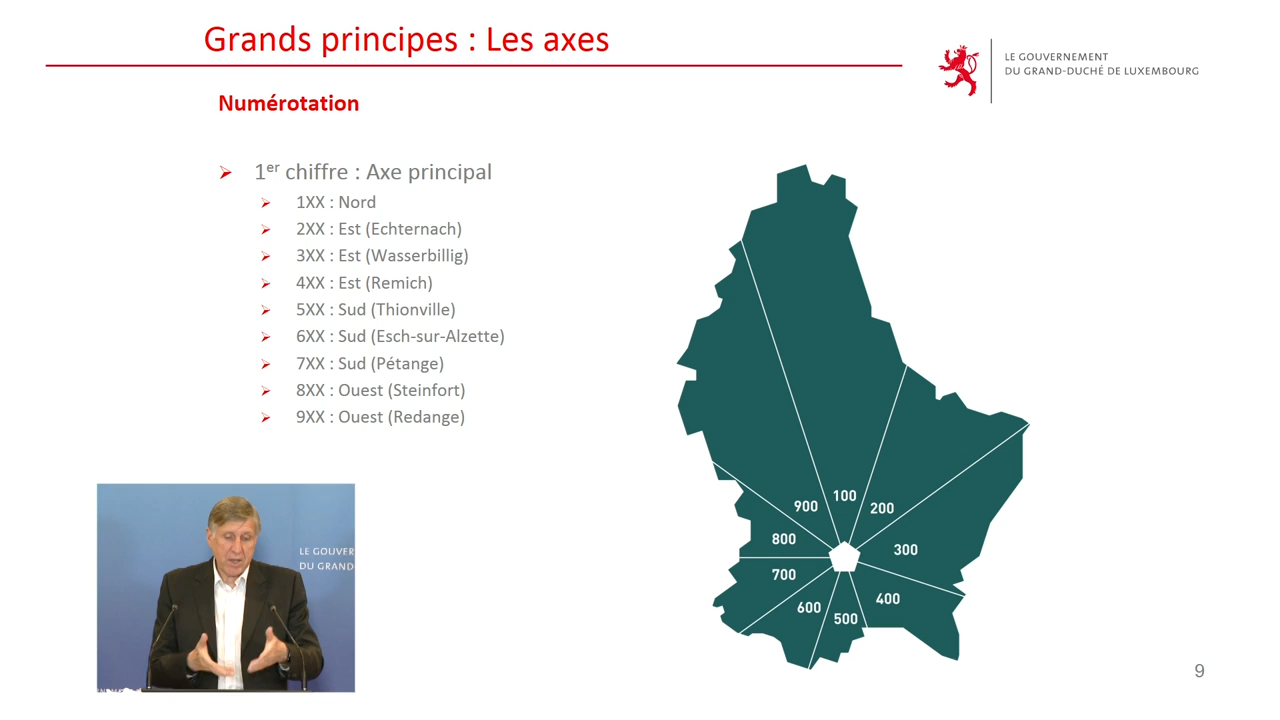 Grands principes : Les axes
LE GOUVERNEMENT
DU GRAND-DUCHÉ DE LUXEMBOURG
Numérotation
1er chiffre : Axe principal
1XX : Nord
2XX : Est (Echternach)
3XX : Est (Wasserbillig)
4XX : Est (Remich)
5XX : Sud (Thionville)
6XX : Sud (Esch-sur-Alzette)
7XX : Sud (Pétange)
8XX : Ouest (Steinfort)
9XX : Ouest (Redange)
100
200
300
400
500
600
700
800
900
LE GOUVER
DU GRAND
9